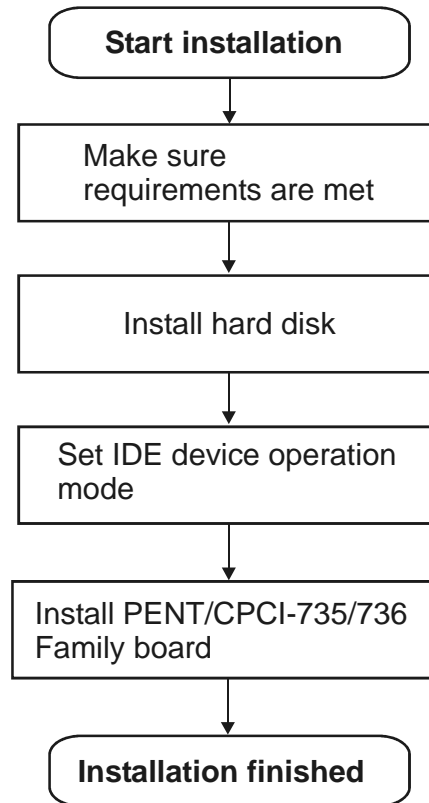 Start installation
Make sure
requirements are met
Install hard disk
Set IDE device operation
mode
Install PENT/CPCI-735/736
Family board
Installation finished